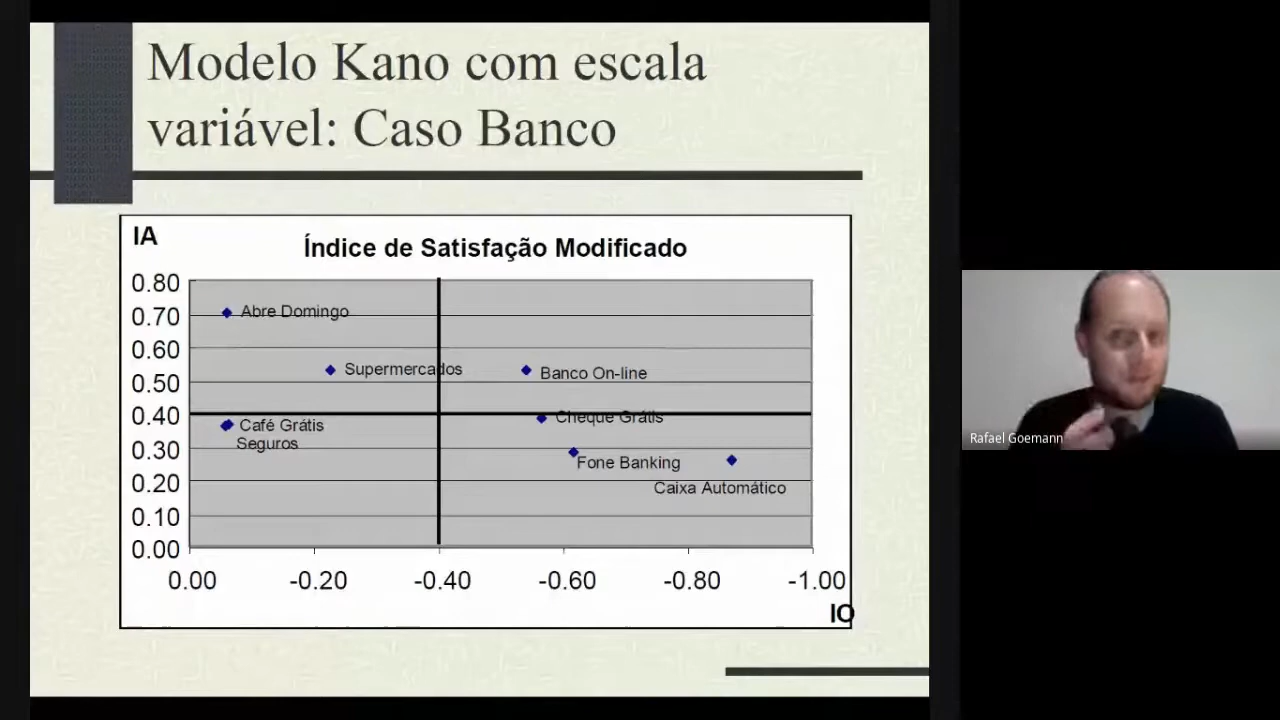 Modelo Kano com escala
variável: Caso Banco
IA
Índice de Satisfação Modificado
0.80
0.70
0.60
0.50
0.40
0.30
0.20
0.10
0.00
Abre Domingo
Supermercados
Banco On-line
Cheque Grátis
Café Grátis
Seguros
Fone Banking
Caixa Automático
0.00
-0.20
-0.40
-0.60
-0.80
-1.00
IO
Rafael Goemann